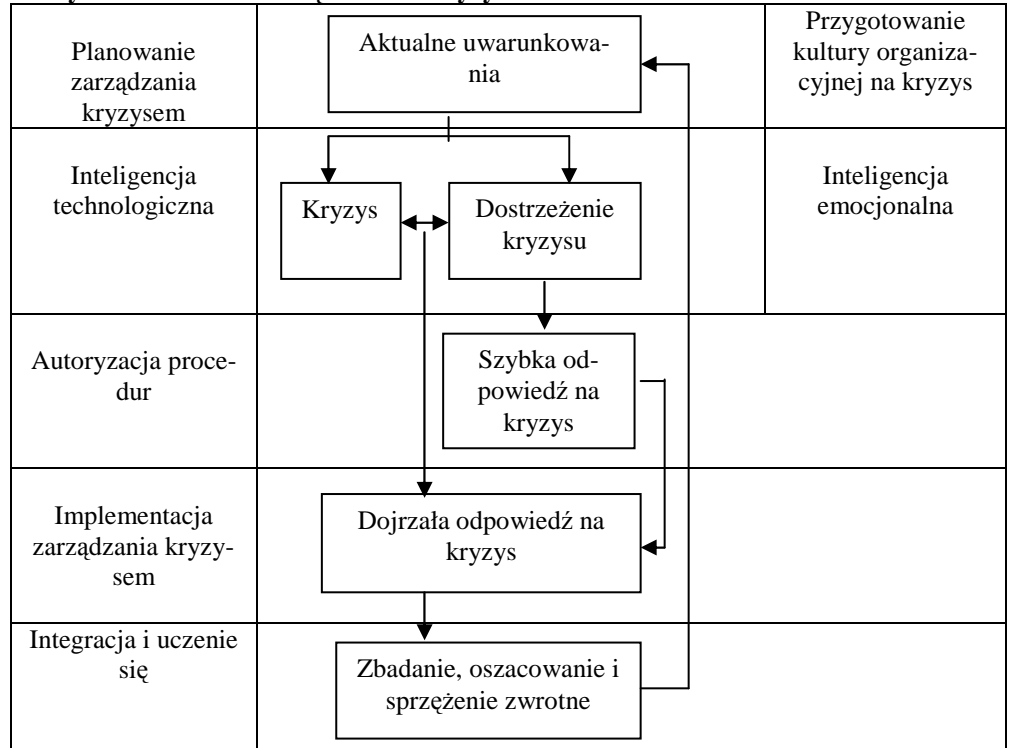 Planowanie
zarządzania
kryzysem
Aktualne uwarunkowa-
nia
Przygotowanie
kultury organiza-
cyjnej na kryzys
Inteligencja
technologiczna
Kryzys
Dostrzeżenie
kryzysu
Inteligencja
emocjonalna
Autoryzacja proce-
dur
Szybka od-
powiedź na
kryzys
Implementacja
zarządzania kryzy-
sem
Dojrzała odpowiedź na
kryzys
Integracja i uczenie
się
Zbadanie, oszacowanie i
sprzężenie zwrotne